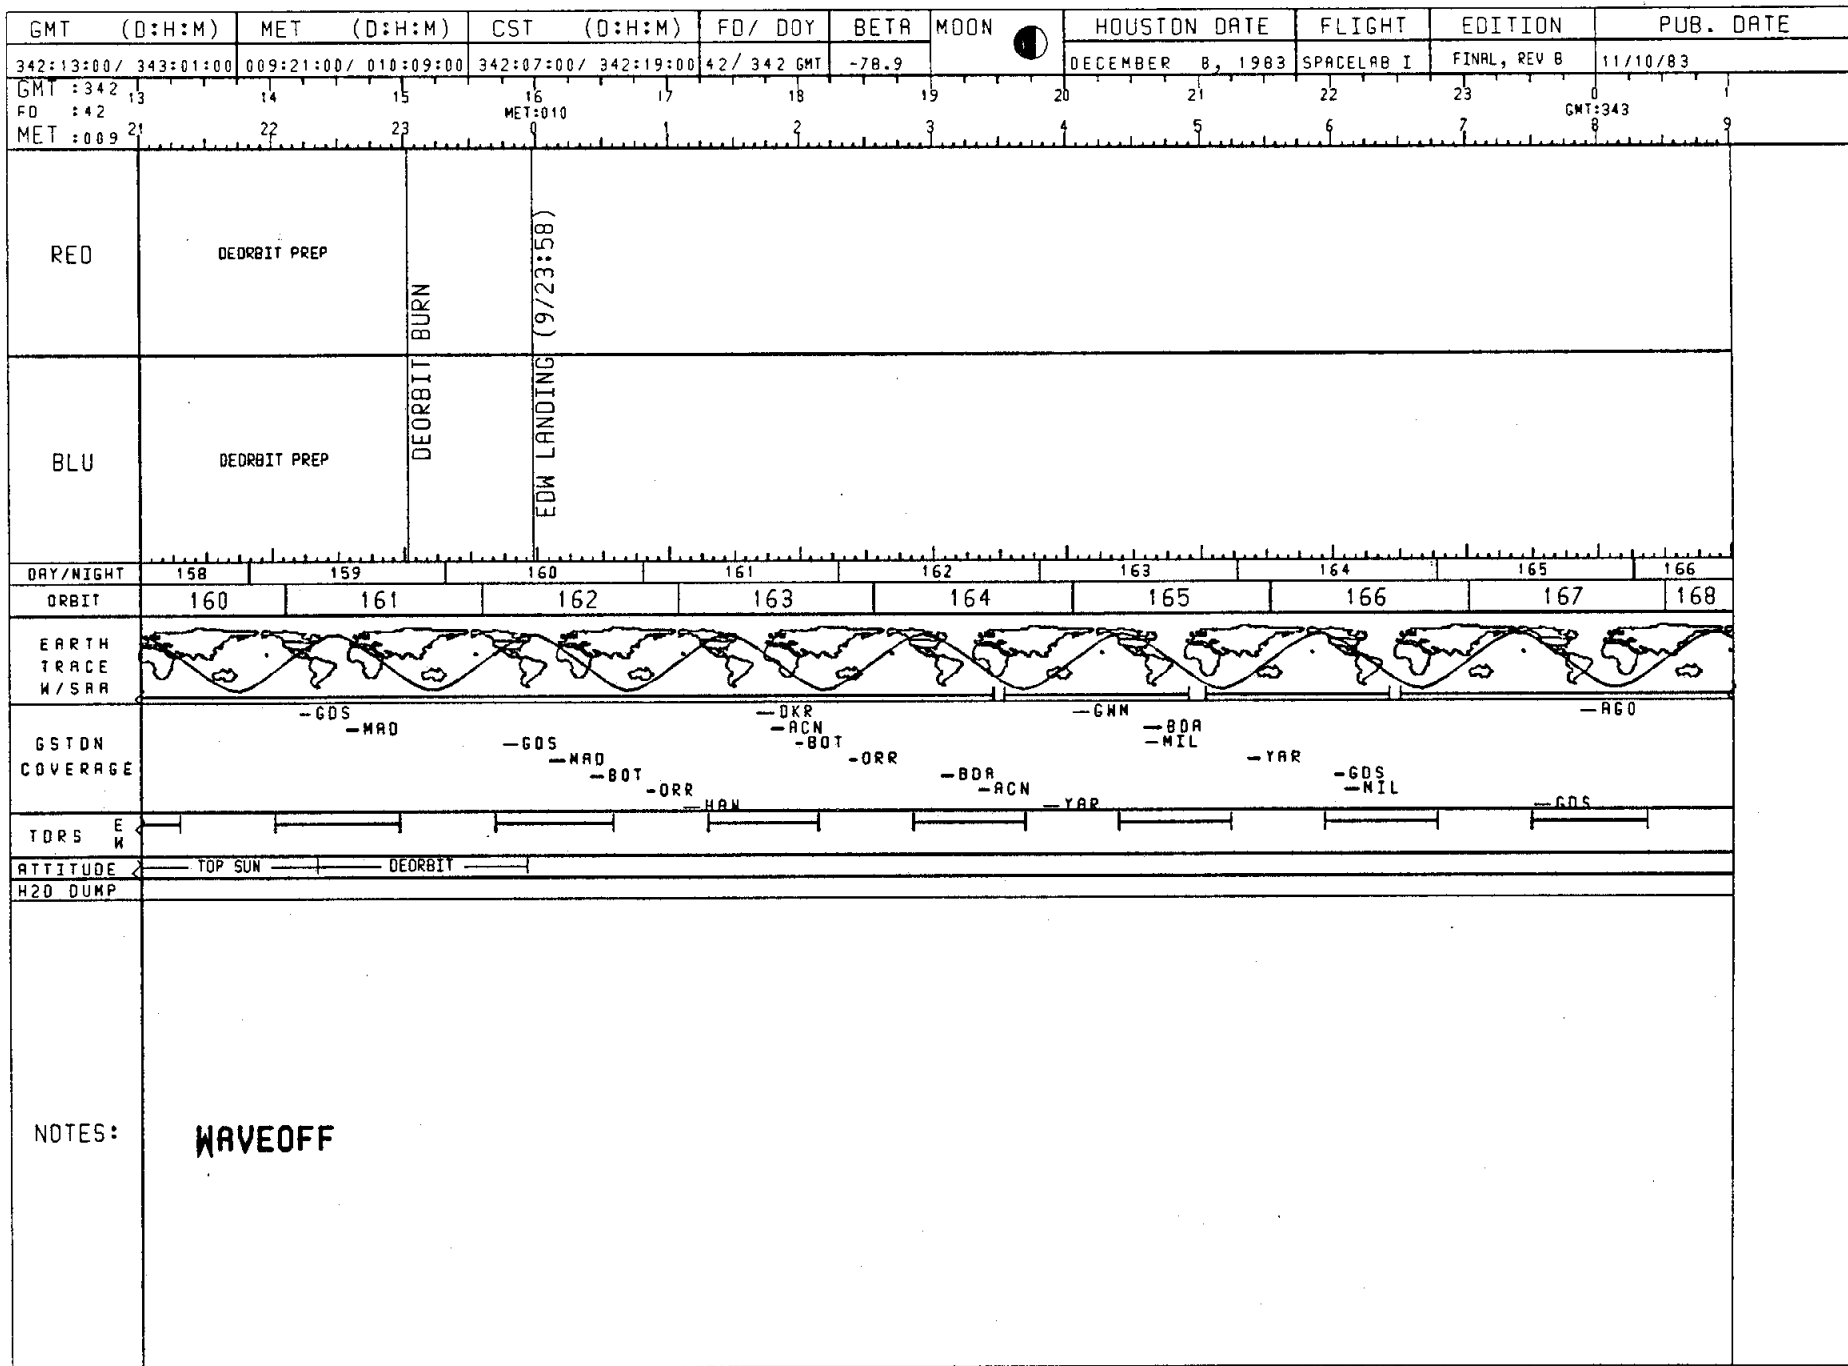 GMT (D:H:M) MET (D:H:M) CST (D:H:M) FD/ DOY BETA MOON HOUSTON DATE FLIGHT EDITION PUB. DATE
342:13:00/ 343:01:00 009:21:00/ 010:09:00 342:07:00/ 342:19:00 42/ 342 GMT -78.9 DECEMBER 8, 1983 SPACELAB I FINAL, REV B 11/10/83
GMT :342 13 14 15 16 17 18 19 20 21 22 23 0 1
FD :42 MET:010 GMT:343
MET :009 21 22 23 0 1 2 3 4 5 6 7 8 9
RED DEORBIT PREP
DEORBIT BURN
EDW LANDING (9/23:58)
BLU DEORBIT PREP
DAY/NIGHT 158 159 160 161 162 163 164 165 166
ORBIT 160 161 162 163 164 165 166 167 168
EARTH
TRACE
W/SAA
GSTDN
COVERAGE
GDS DKR GWM AGO
MAD ACN BDA
GDS BOT MIL
MAD ORR YAR
BOT BDA GDS
ORR ACN MIL
HAW YAR GDS
TDRS E
W
ATTITUDE TOP SUN DEORBIT
H2O DUMP
NOTES: WAVEOFF